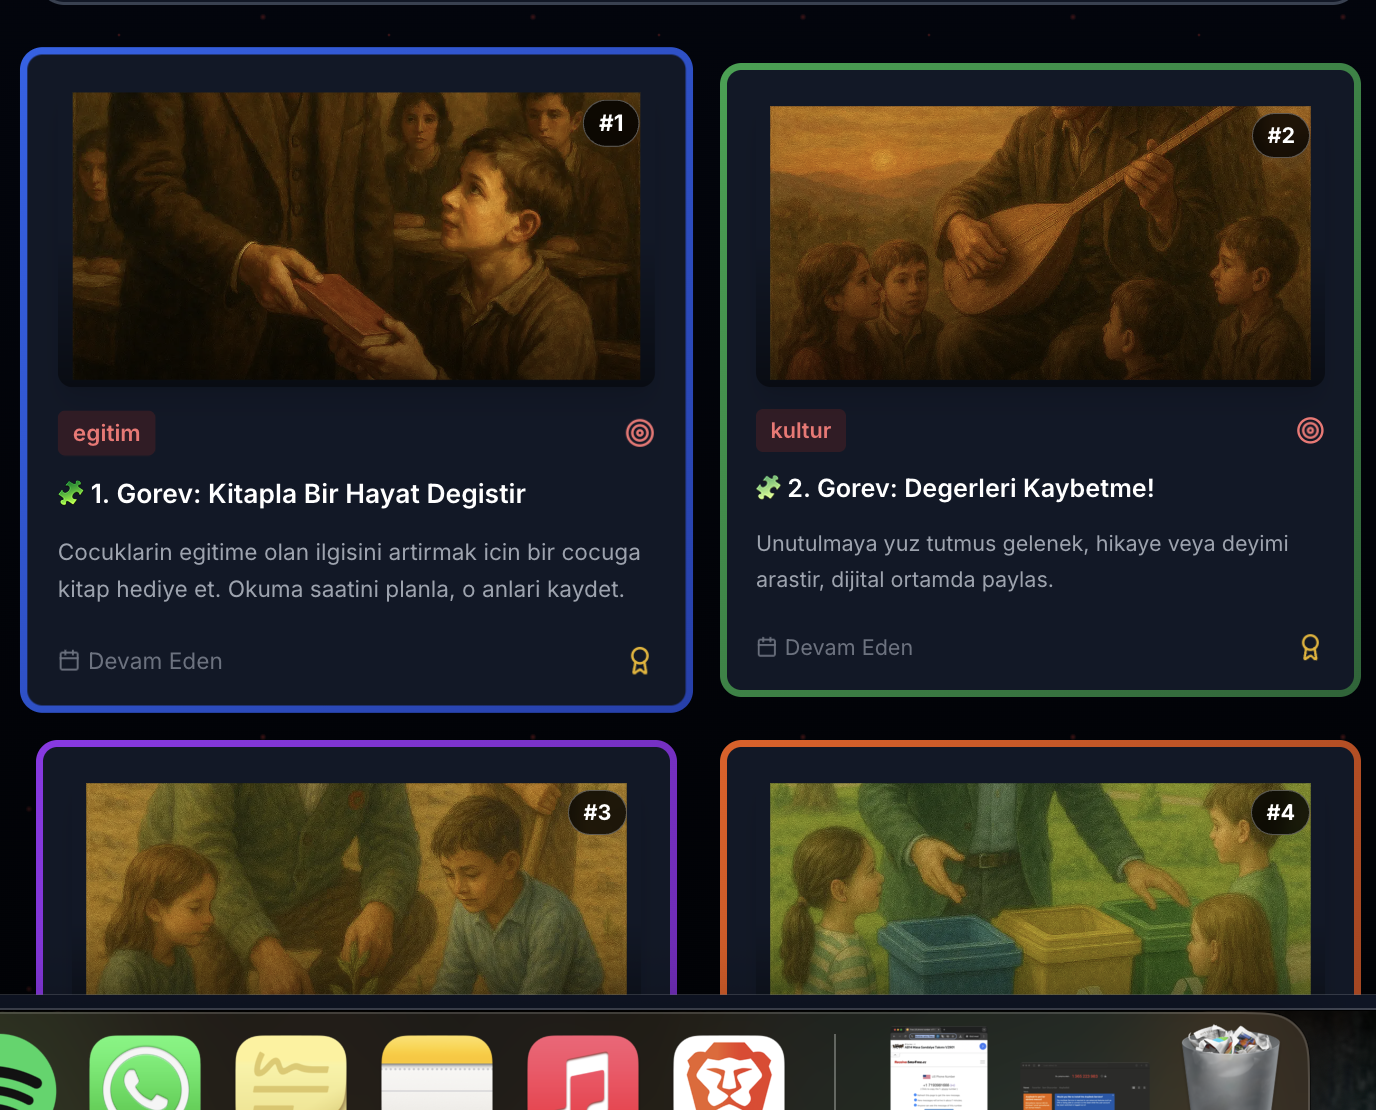 #1
egitim
1. Gorev: Kitapla Bir Hayat Degistir
Cocuklarin egitime olan ilgisini artirmak icin bir cocuga
kitap hediye et. Okuma saatini planla, o anlari kaydet.
Devam Eden
#2
kultur
2. Gorev: Degerleri Kaybetme!
Unutulmaya yuz tutmus gelenek, hikaye veya deyimi
arastir, dijital ortamda paylas.
Devam Eden
#3
#4